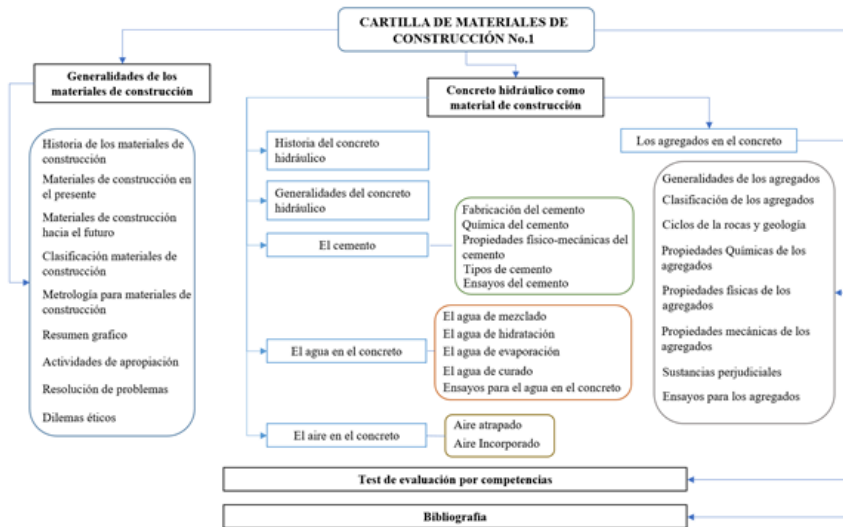 CARTILLA DE MATERIALES DE
CONSTRUCCIÓN No.1
Generalidades de los
materiales de construcción
Historia de los materiales de
construcción
Materiales de construcción en
el presente
Materiales de construcción
hacia el futuro
Clasificación materiales de
construcción
Metrología para materiales de
construcción
Resumen grafico
Actividades de apropiación
Resolución de problemas
Dilemas éticos
Concreto hidráulico como
material de construcción
Historia del concreto
hidráulico
Generalidades del concreto
hidráulico
El cemento
Fabricación del cemento
Química del cemento
Propiedades físico-mecánicas del
cemento
Tipos de cemento
Ensayos del cemento
El agua en el concreto
El agua de mezclado
El agua de hidratación
El agua de evaporación
El agua de curado
Ensayos para el agua en el concreto
El aire en el concreto
Aire atrapado
Aire Incorporado
Los agregados en el concreto
Generalidades de los agregados
Clasificación de los agregados
Ciclos de la rocas y geología
Propiedades Químicas de los
agregados
Propiedades físicas de los
agregados
Propiedades mecánicas de los
agregados
Sustancias perjudiciales
Ensayos para los agregados
Test de evaluación por competencias
Bibliografía